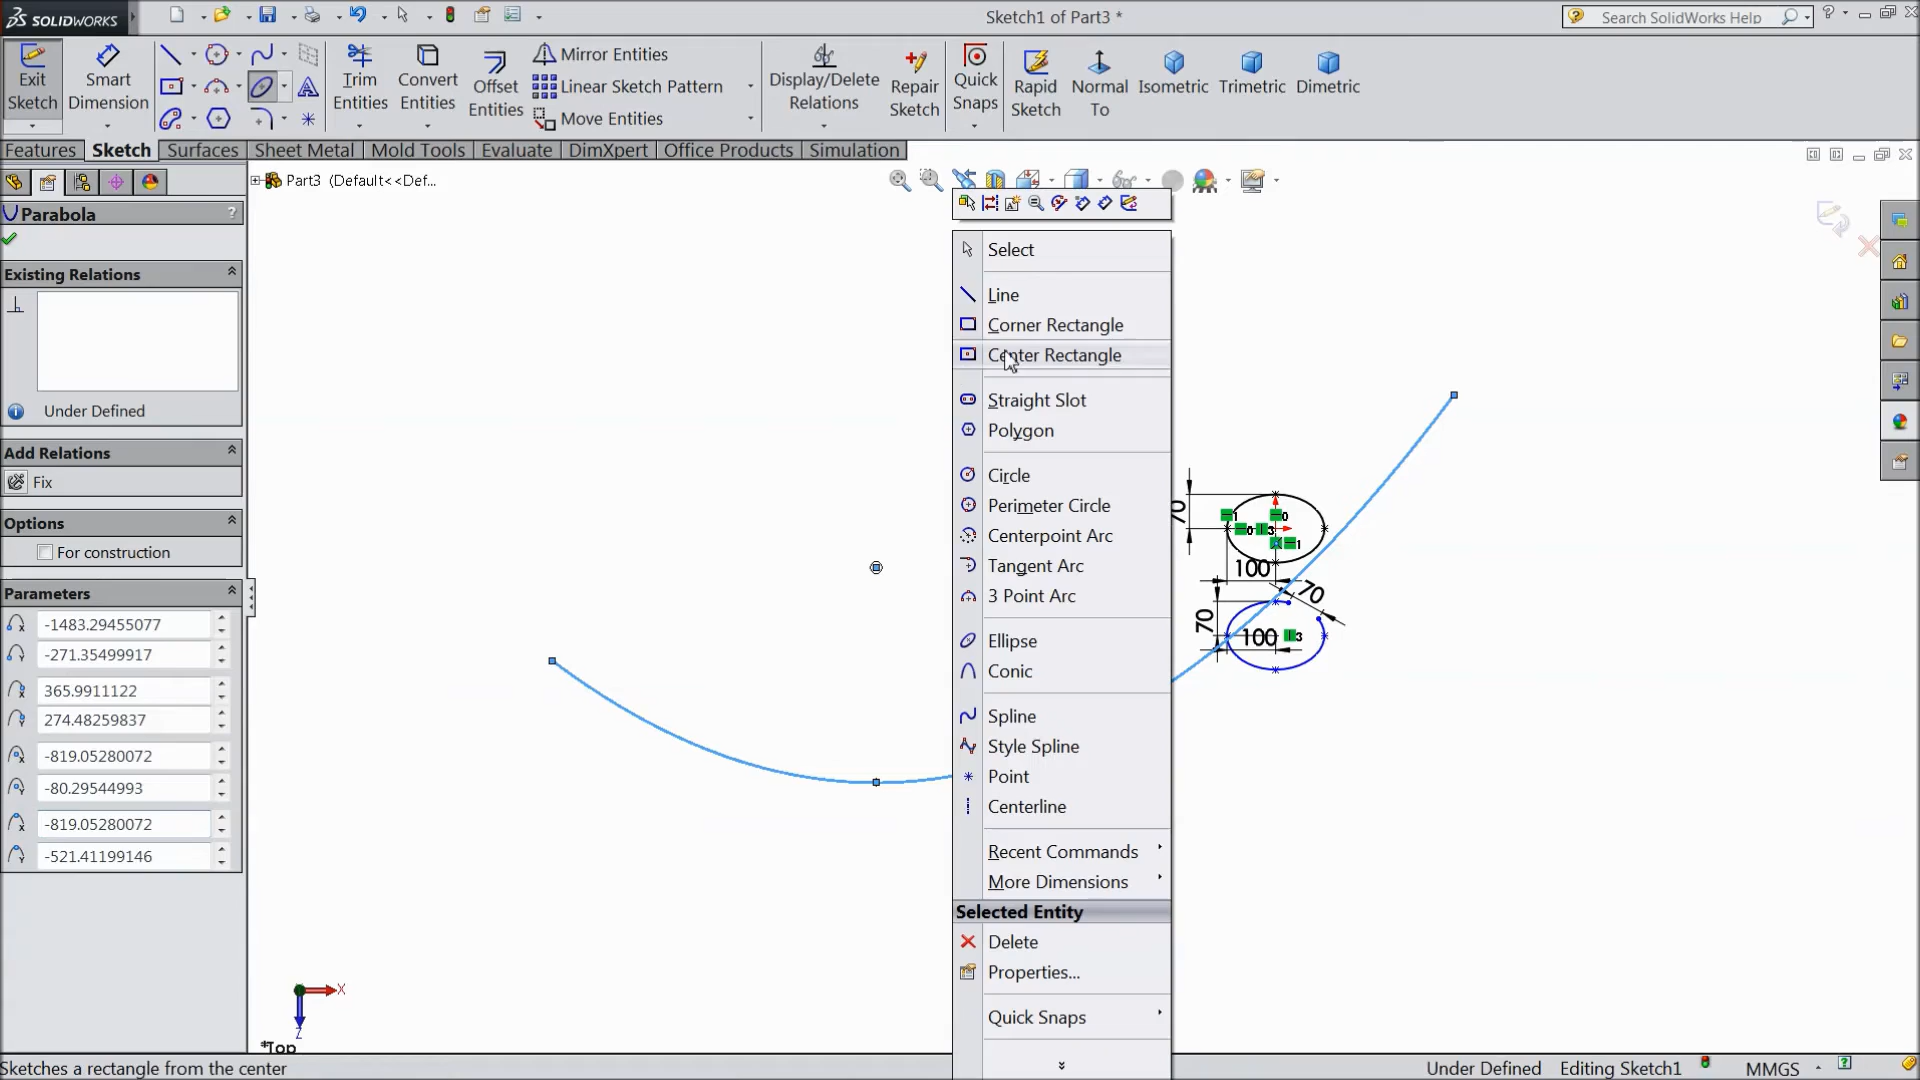 SOLIDWORKS
Sketch1 of Part3 *
Search SolidWorks Help
?
Exit Sketch
Smart Dimension
Trim Entities
Convert Entities
Offset Entities
Mirror Entities
Linear Sketch Pattern
Move Entities
Display/Delete Relations
Repair Sketch
Quick Snaps
Rapid Sketch
Normal To
Isometric
Trimetric
Dimetric
Features
Sketch
Surfaces
Sheet Metal
Mold Tools
Evaluate
DimXpert
Office Products
Simulation
Part3 (Default<<Def...
Parabola
?
Existing Relations
Under Defined
Add Relations
Fix
Options
For construction
Parameters
-1483.29455077
-271.35499917
365.9911122
274.48259837
-819.05280072
-80.29544993
-819.05280072
-521.41199146
Select
Line
Corner Rectangle
Center Rectangle
Straight Slot
Polygon
Circle
Perimeter Circle
Centerpoint Arc
Tangent Arc
3 Point Arc
Ellipse
Conic
Spline
Style Spline
Point
Centerline
Recent Commands
More Dimensions
Selected Entity
Delete
Properties...
Quick Snaps
70
100
70
70
100
X
Z
*Top
Sketches a rectangle from the center
Under Defined
Editing Sketch1
MMGS